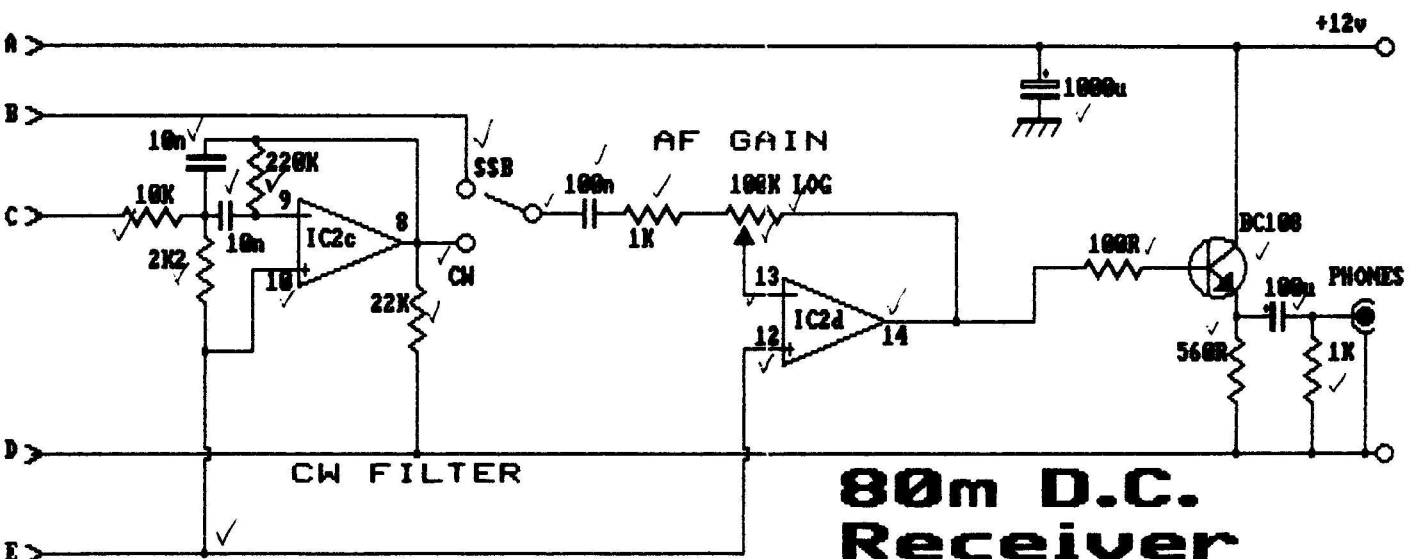 +12v
A
1000u
B
10n
AF GAIN
220K
SSB
100n
100K LOG
10K
9
8
BC108
C
10n
IC2c
1K
100R
2K2
10
CW
13
100u
PHONES
22K
IC2d
12
14
560R
1K
D
CW FILTER
80m D.C.
Receiver
E